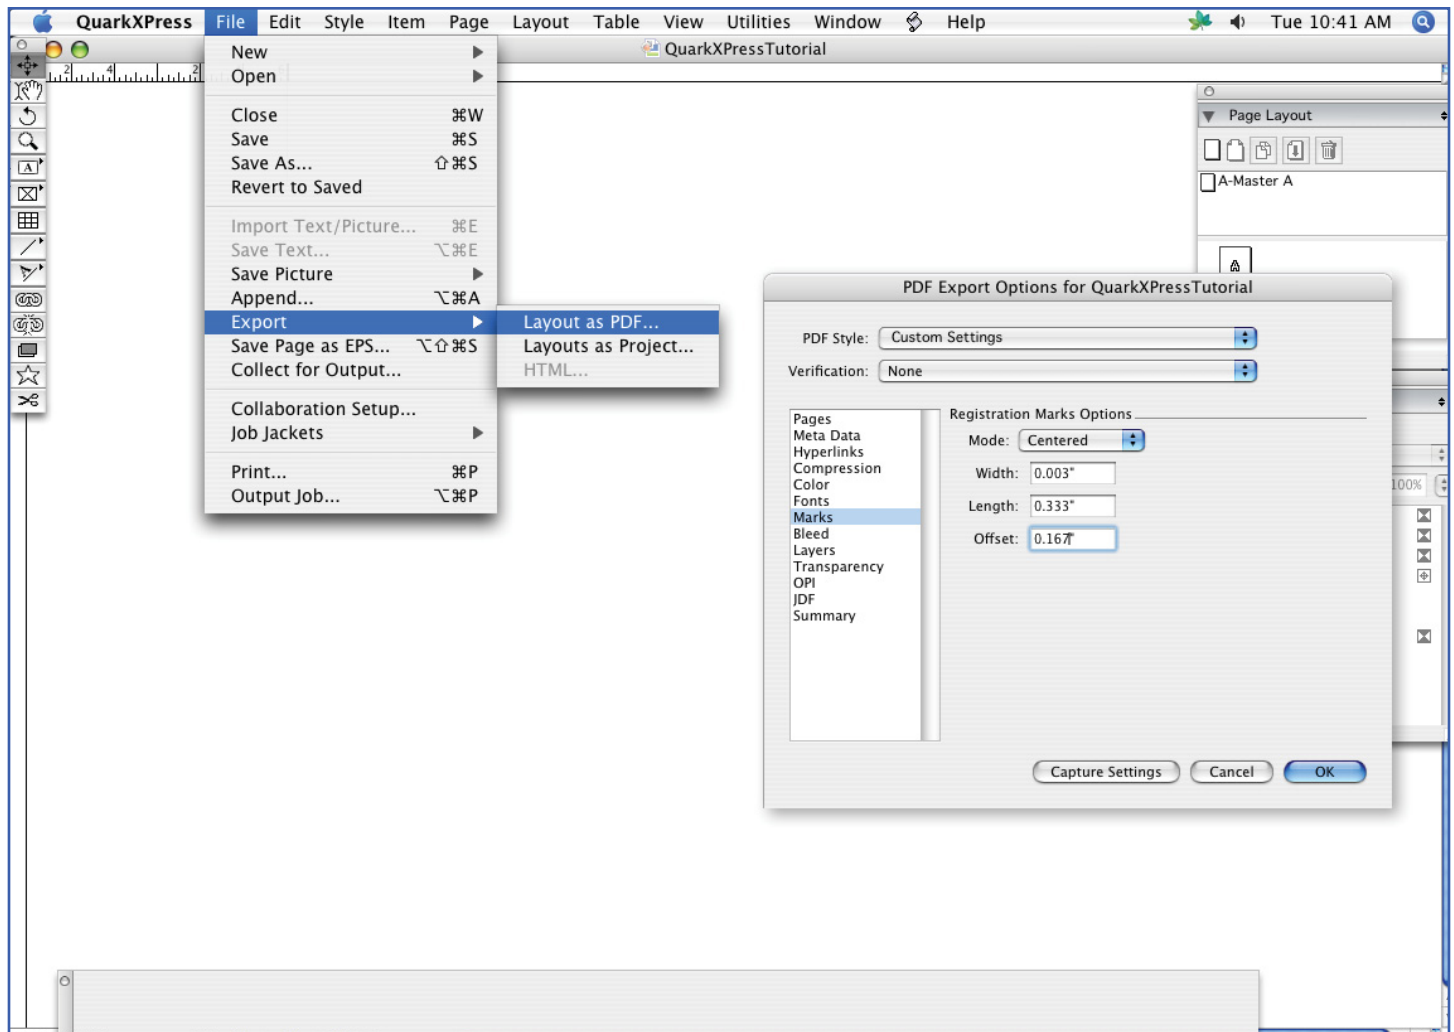 QuarkXPress File Edit Style Item Page Layout Table View Utilities Window Help Tue 10:41 AM
QuarkXPressTutorial
2 4 2
New
Open
Close ⌘W
Save ⌘S
Save As... ⇧⌘S
Revert to Saved
Import Text/Picture... ⌘E
Save Text... ⌥⌘E
Save Picture
Append... ⌥⌘A
Export
Save Page as EPS... ⌥⇧⌘S
Collect for Output...
Collaboration Setup...
Job Jackets
Print... ⌘P
Output Job... ⌥⌘P
Layout as PDF...
Layouts as Project...
HTML...
Page Layout
A-Master A
A
PDF Export Options for QuarkXPressTutorial
PDF Style: Custom Settings
Verification: None
Pages
Meta Data
Hyperlinks
Compression
Color
Fonts
Marks
Bleed
Layers
Transparency
OPI
JDF
Summary
Registration Marks Options
Mode: Centered
Width: 0.003"
Length: 0.333"
Offset: 0.167"
Capture Settings Cancel OK
100%